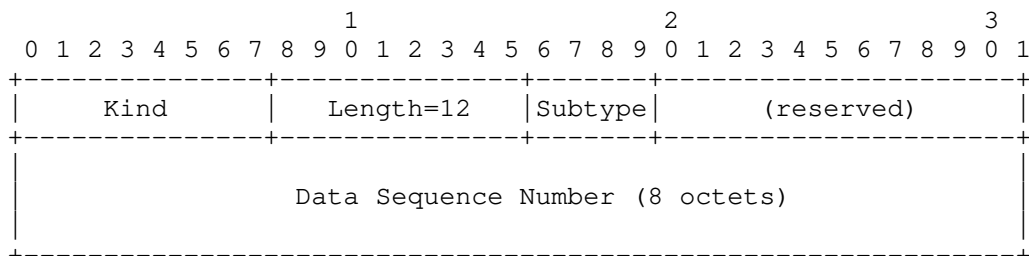 1 2 3
0 1 2 3 4 5 6 7 8 9 0 1 2 3 4 5 6 7 8 9 0 1 2 3 4 5 6 7 8 9 0 1
Kind Length=12 Subtype (reserved)
Data Sequence Number (8 octets)